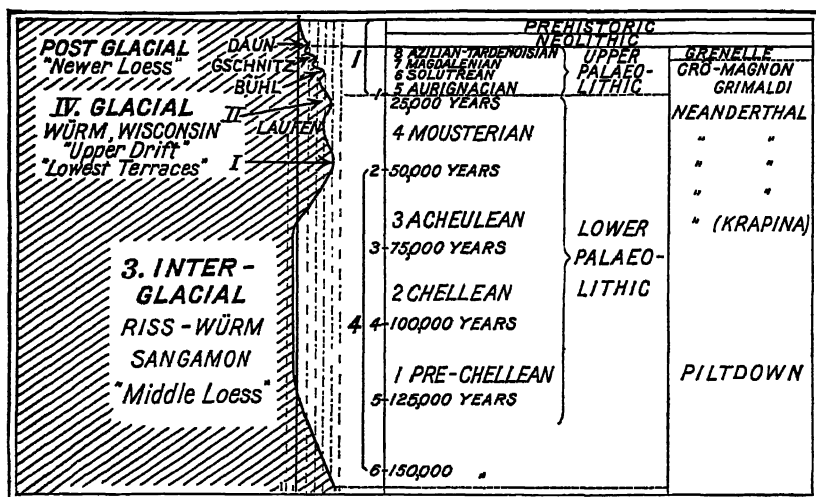 PREHISTORIC
NEOLITHIC
POST GLACIAL
"Newer Loess"
DAUN
GSCHNITZ
BÜHL
1
8 AZILIAN-TARDENOISIAN
7 MAGDALENIAN
6 SOLUTREAN
5 AURIGNACIAN
UPPER
PALAEO-
LITHIC
GRENELLE
CRÔ-MAGNON
GRIMALDI
IV. GLACIAL
WÜRM, WISCONSIN
"Upper Drift"
"Lowest Terraces"
II
LAUFEN
I
1
25,000 YEARS
4 MOUSTERIAN
2-50,000 YEARS
NEANDERTHAL
" "
" "
" "
" (KRAPINA)
3 ACHEULEAN
3-75,000 YEARS
LOWER
PALAEO-
LITHIC
3. INTER-
GLACIAL
RISS-WÜRM
SANGAMON
"Middle Loess"
2 CHELLEAN
4
4-100,000 YEARS
1 PRE-CHELLEAN
5-125,000 YEARS
PILTDOWN
6-150,000 "